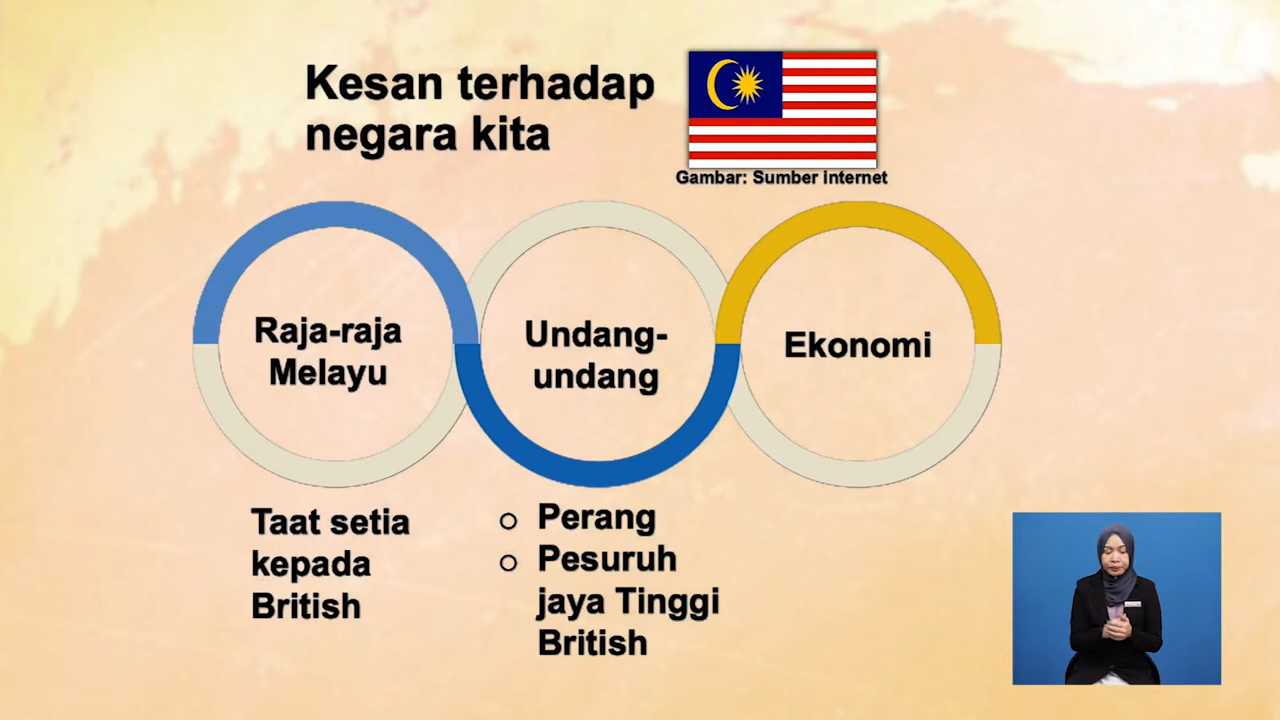 Kesan terhadap
negara kita
Gambar: Sumber internet
Raja-raja
Melayu
Undang-
undang
Ekonomi
Taat setia
kepada
British
Perang
Pesuruh
jaya Tinggi
British